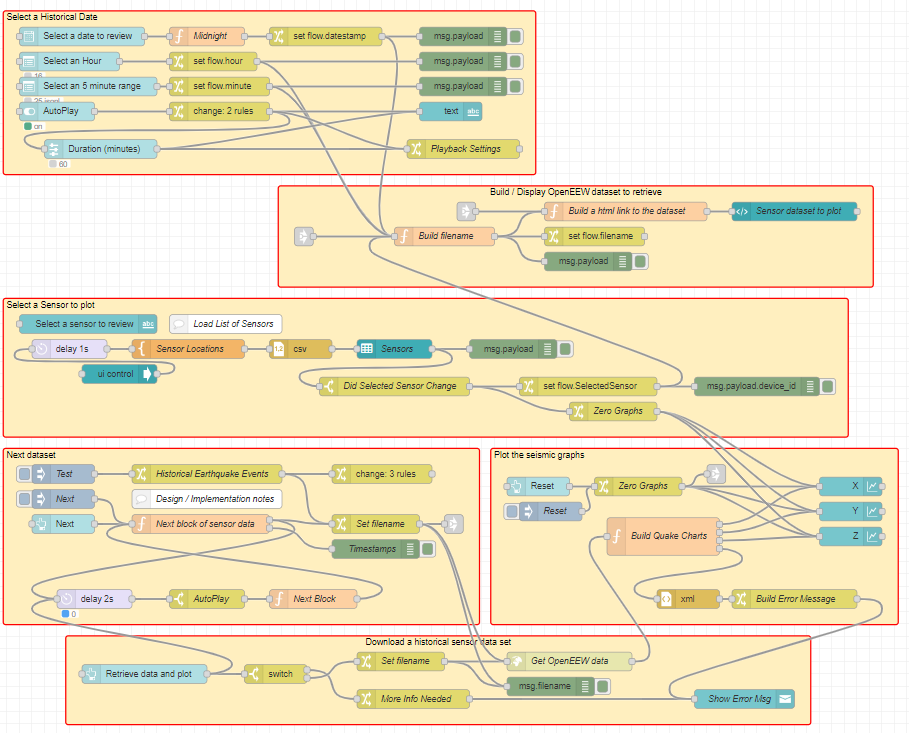 Select a Historical Date
Select a date to review
Midnight
set flow.datestamp
msg.payload
Select an Hour
set flow.hour
msg.payload
16
Select an 5 minute range
set flow.minute
msg.payload
AutoPlay
change: 2 rules
text
abc
on
Duration (minutes)
Playback Settings
60
Build / Display OpenEEW dataset to retrieve
Build a html link to the dataset
Sensor dataset to plot
Build filename
set flow.filename
msg.payload
Select a Sensor to plot
Select a sensor to review
abc
Load List of Sensors
delay 1s
Sensor Locations
1,2
csv
Sensors
msg.payload
ui control
Did Selected Sensor Change
set flow.SelectedSensor
msg.payload.device_id
Zero Graphs
Next dataset
Test
Historical Earthquake Events
change: 3 rules
Next
Design / Implementation notes
Next
Next block of sensor data
Set filename
Timestamps
delay 2s
AutoPlay
Next Block
0
Plot the seismic graphs
Reset
Zero Graphs
X
Reset
Y
Build Quake Charts
Z
xml
Build Error Message
Download a historical sensor data set
Retrieve data and plot
switch
Set filename
Get OpenEEW data
msg.filename
More Info Needed
Show Error Msg